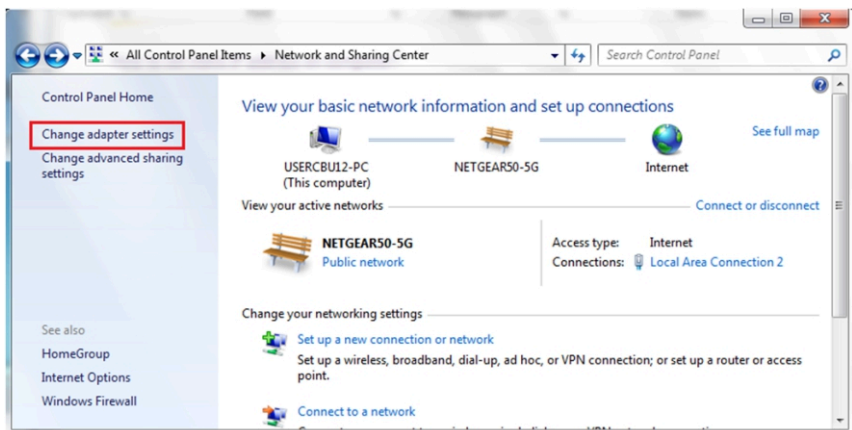 « All Control Panel Items ▸ Network and Sharing Center
Search Control Panel
Control Panel Home
Change adapter settings
Change advanced sharing
settings
See also
HomeGroup
Internet Options
Windows Firewall
View your basic network information and set up connections
See full map
USERCBU12-PC
(This computer)
NETGEAR50-5G
Internet
View your active networks
Connect or disconnect
NETGEAR50-5G
Public network
Access type: Internet
Connections: Local Area Connection 2
Change your networking settings
Set up a new connection or network
Set up a wireless, broadband, dial-up, ad hoc, or VPN connection; or set up a router or access
point.
Connect to a network